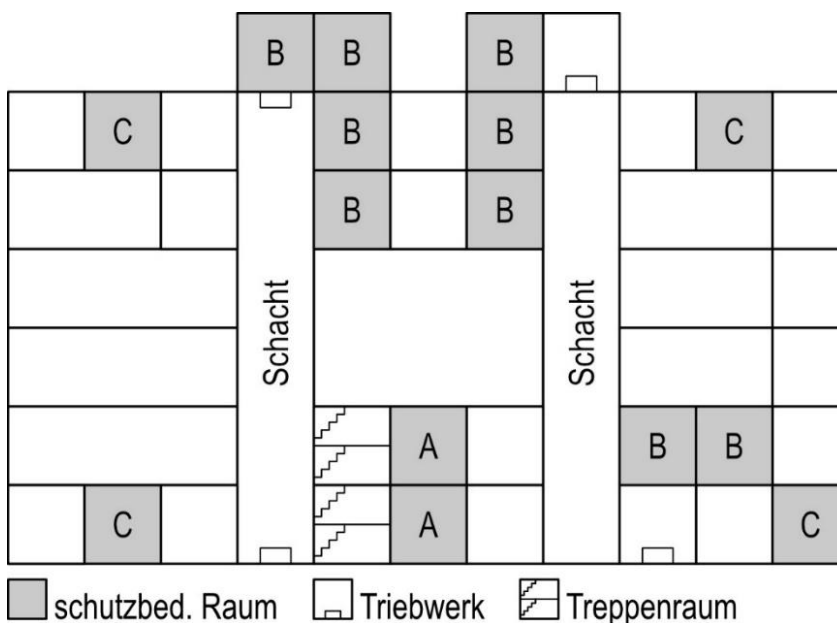 B B B
C B B C
B B
Schacht Schacht
A B B
C A C
schutzbed. Raum Triebwerk Treppenraum